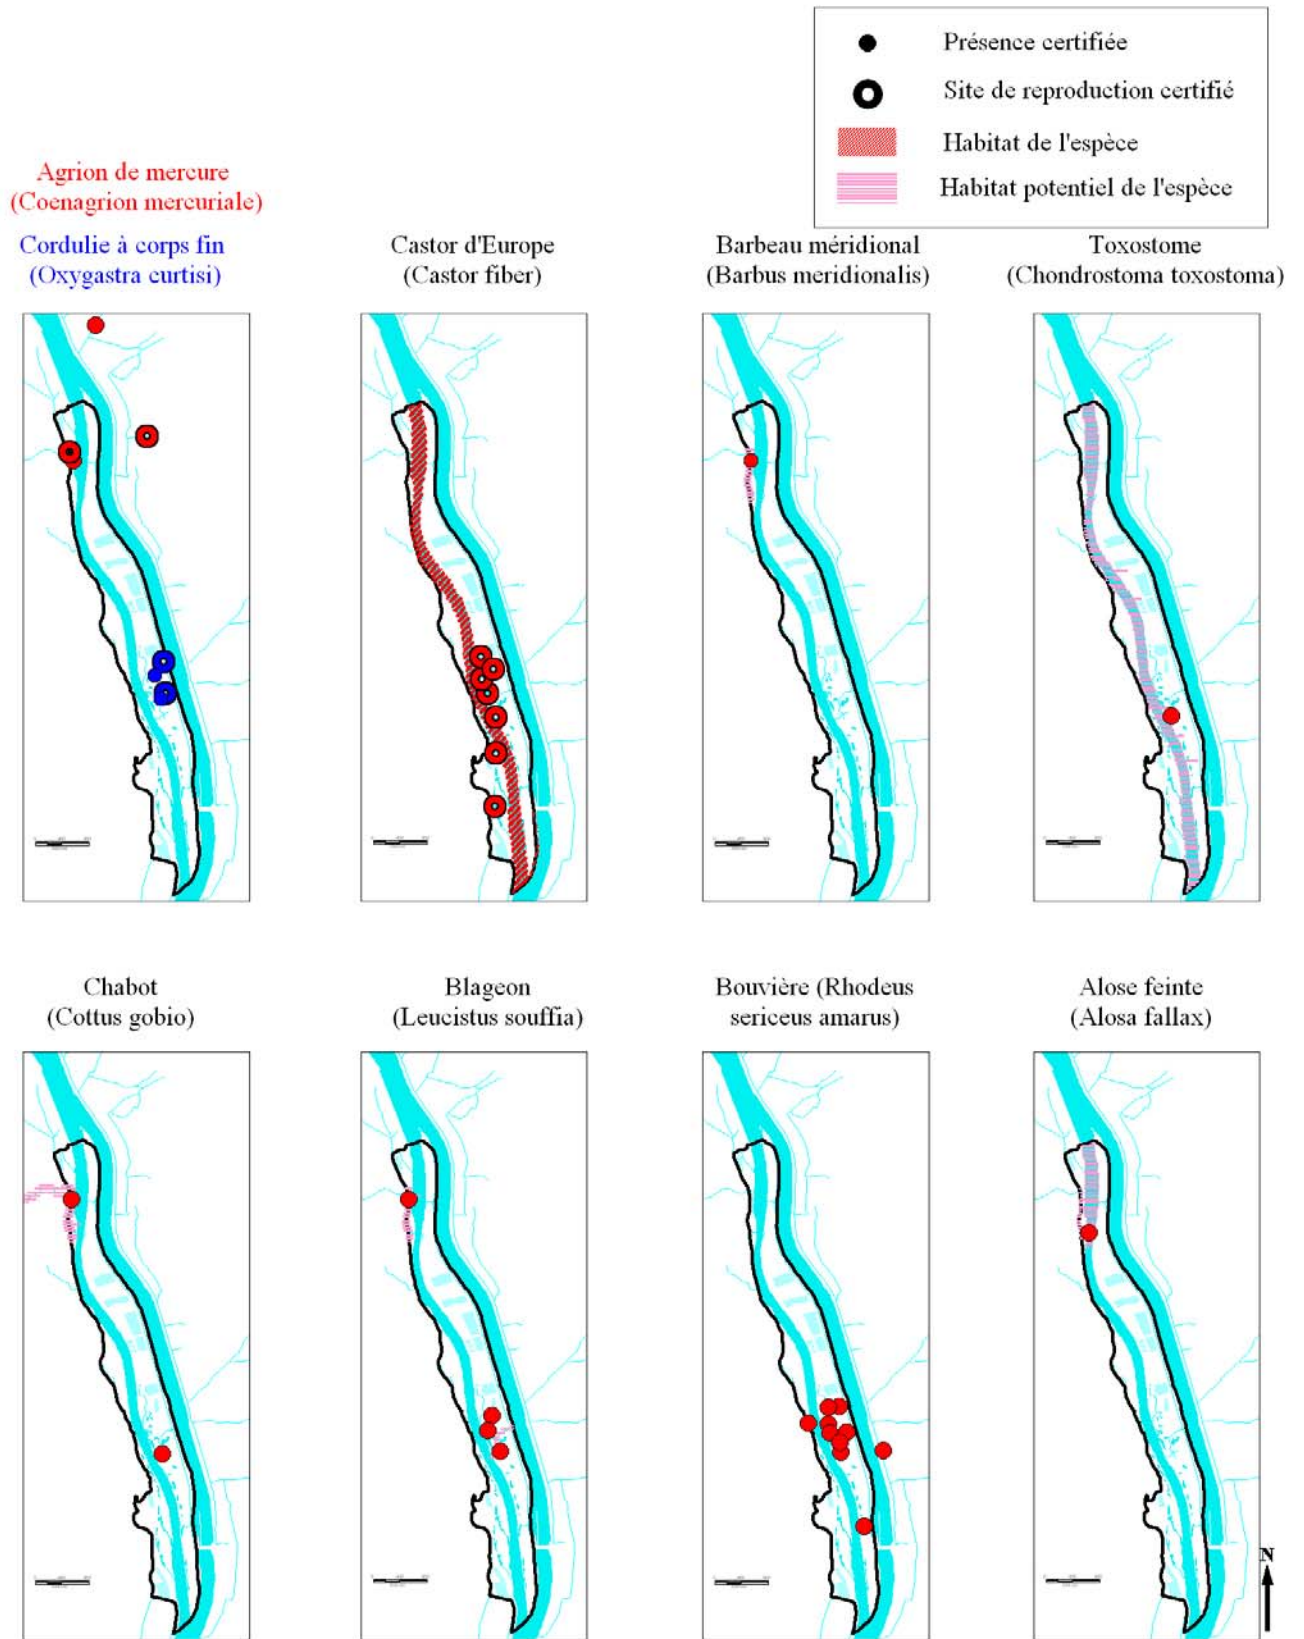 Présence certifiée
Site de reproduction certifié
Habitat de l'espèce
Habitat potentiel de l'espèce
Agrion de mercure
(Coenagrion mercuriale)
Cordulie à corps fin
(Oxygastra curtisi)
Castor d'Europe
(Castor fiber)
Barbeau méridional
(Barbus meridionalis)
Toxostome
(Chondrostoma toxostoma)
Chabot
(Cottus gobio)
Blageon
(Leucistus souffia)
Bouvière (Rhodeus
sericeus amarus)
Alose feinte
(Alosa fallax)
N